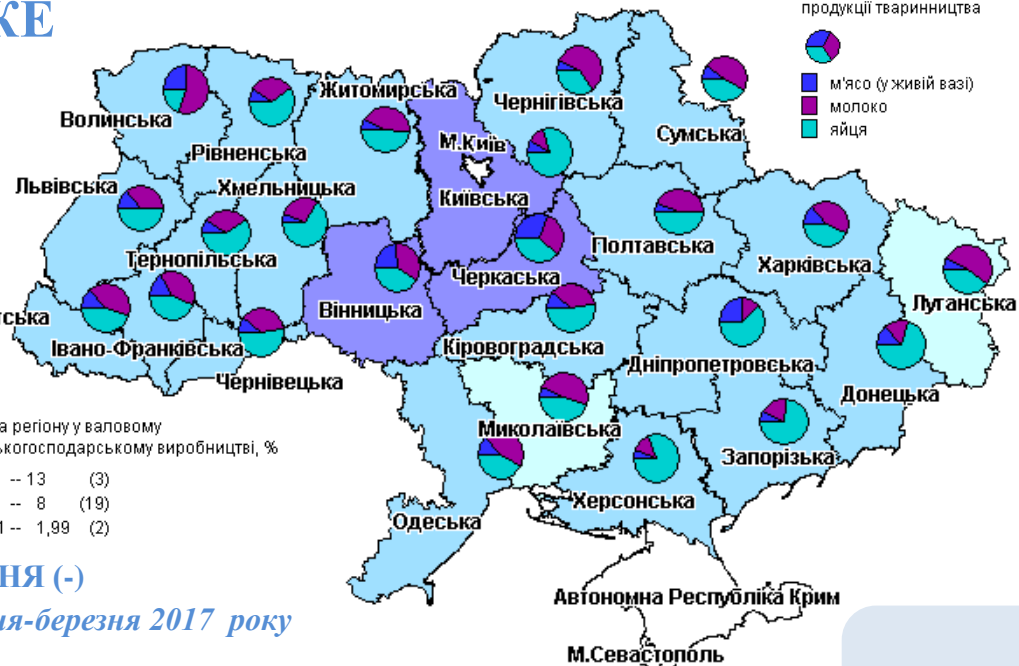 КЕ
продукції тваринництва
м'ясо (у живій вазі)
молоко
яйця
Волинська
Рівненська
Житомирська
Чернігівська
Сумська
М.Київ
Київська
Львівська
Хмельницька
Тернопільська
Вінницька
Черкаська
Полтавська
Харківська
Луганська
ська
Івано-Франківська
Чернівецька
Кіровоградська
Дніпропетровська
Донецька
Миколаївська
Запорізька
Херсонська
Одеська
Автономна Республіка Крим
М.Севастополь
а регіону у валовому
ькогосподарському виробництві, %
-- 13 (3)
-- 8 (19)
1 -- 1,99 (2)
НЯ (-)
ня-березня 2017 року